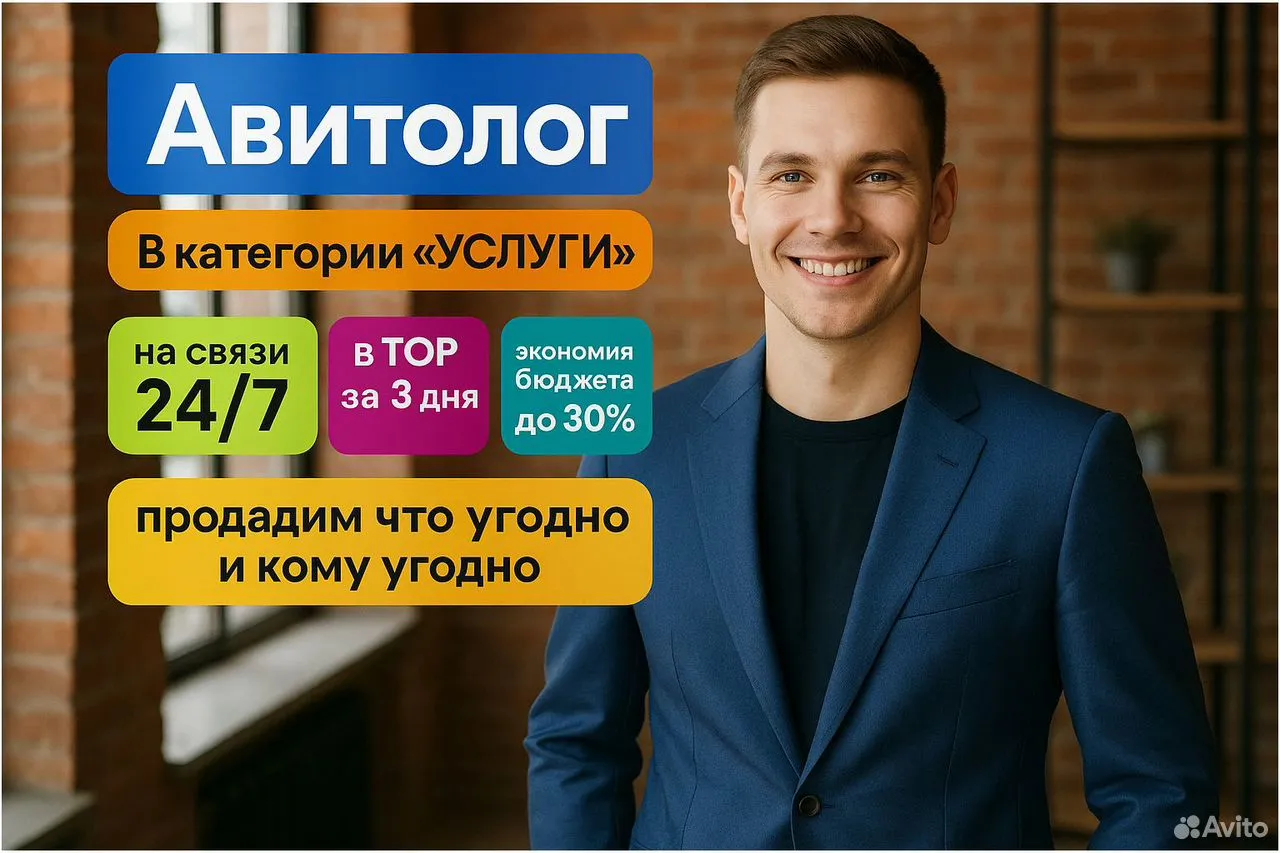 Авитолог
В категории «УСЛУГИ»
на связи
24/7
в TOP
за 3 дня
экономия
бюджета
до 30%
продадим что угодно
и кому угодно
Avito